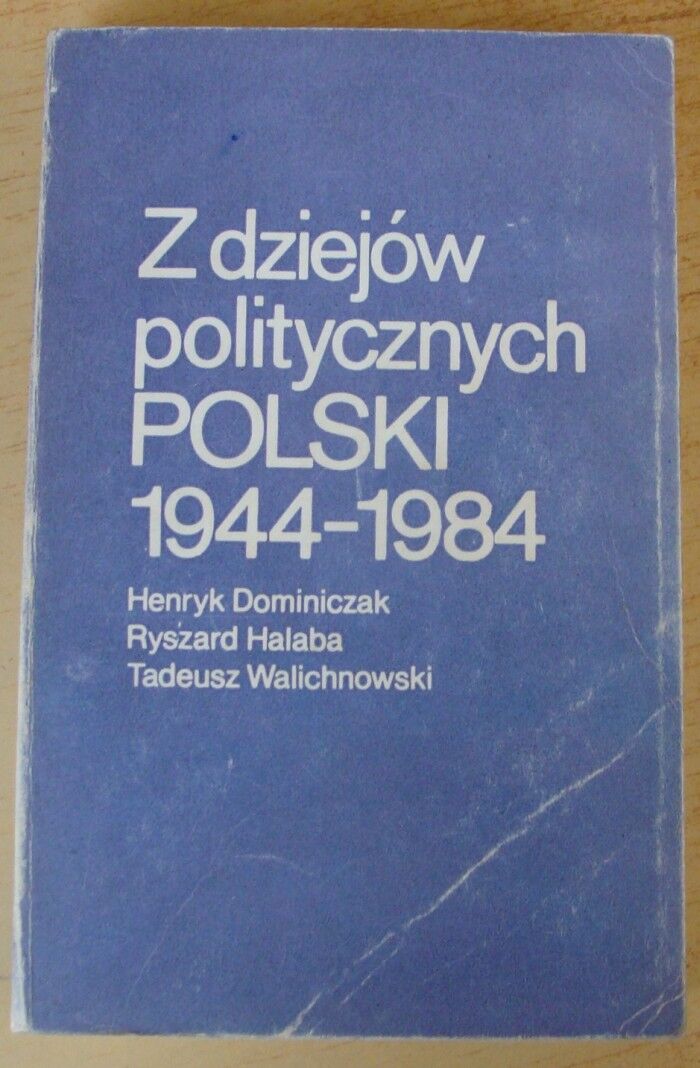 Z dziejów
politycznych
POLSKI
1944-1984
Henryk Dominiczak
Ryszard Halaba
Tadeusz Walichnowski